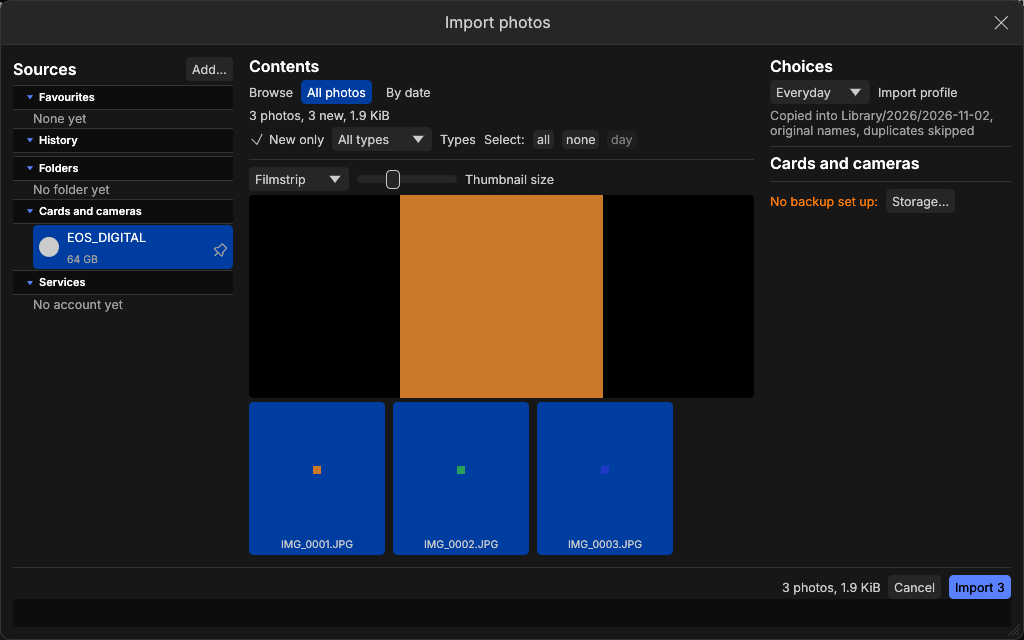 Import photos
Sources
Add...
Favourites
None yet
History
Folders
No folder yet
Cards and cameras
EOS_DIGITAL
64 GB
Services
No account yet
Contents
Browse All photos By date
3 photos, 3 new, 1.9 KiB
New only All types Types Select: all none day
Filmstrip Thumbnail size
IMG_0001.JPG IMG_0002.JPG IMG_0003.JPG
Choices
Everyday Import profile
Copied into Library/2026/2026-11-02,
original names, duplicates skipped
Cards and cameras
No backup set up: Storage...
3 photos, 1.9 KiB Cancel Import 3